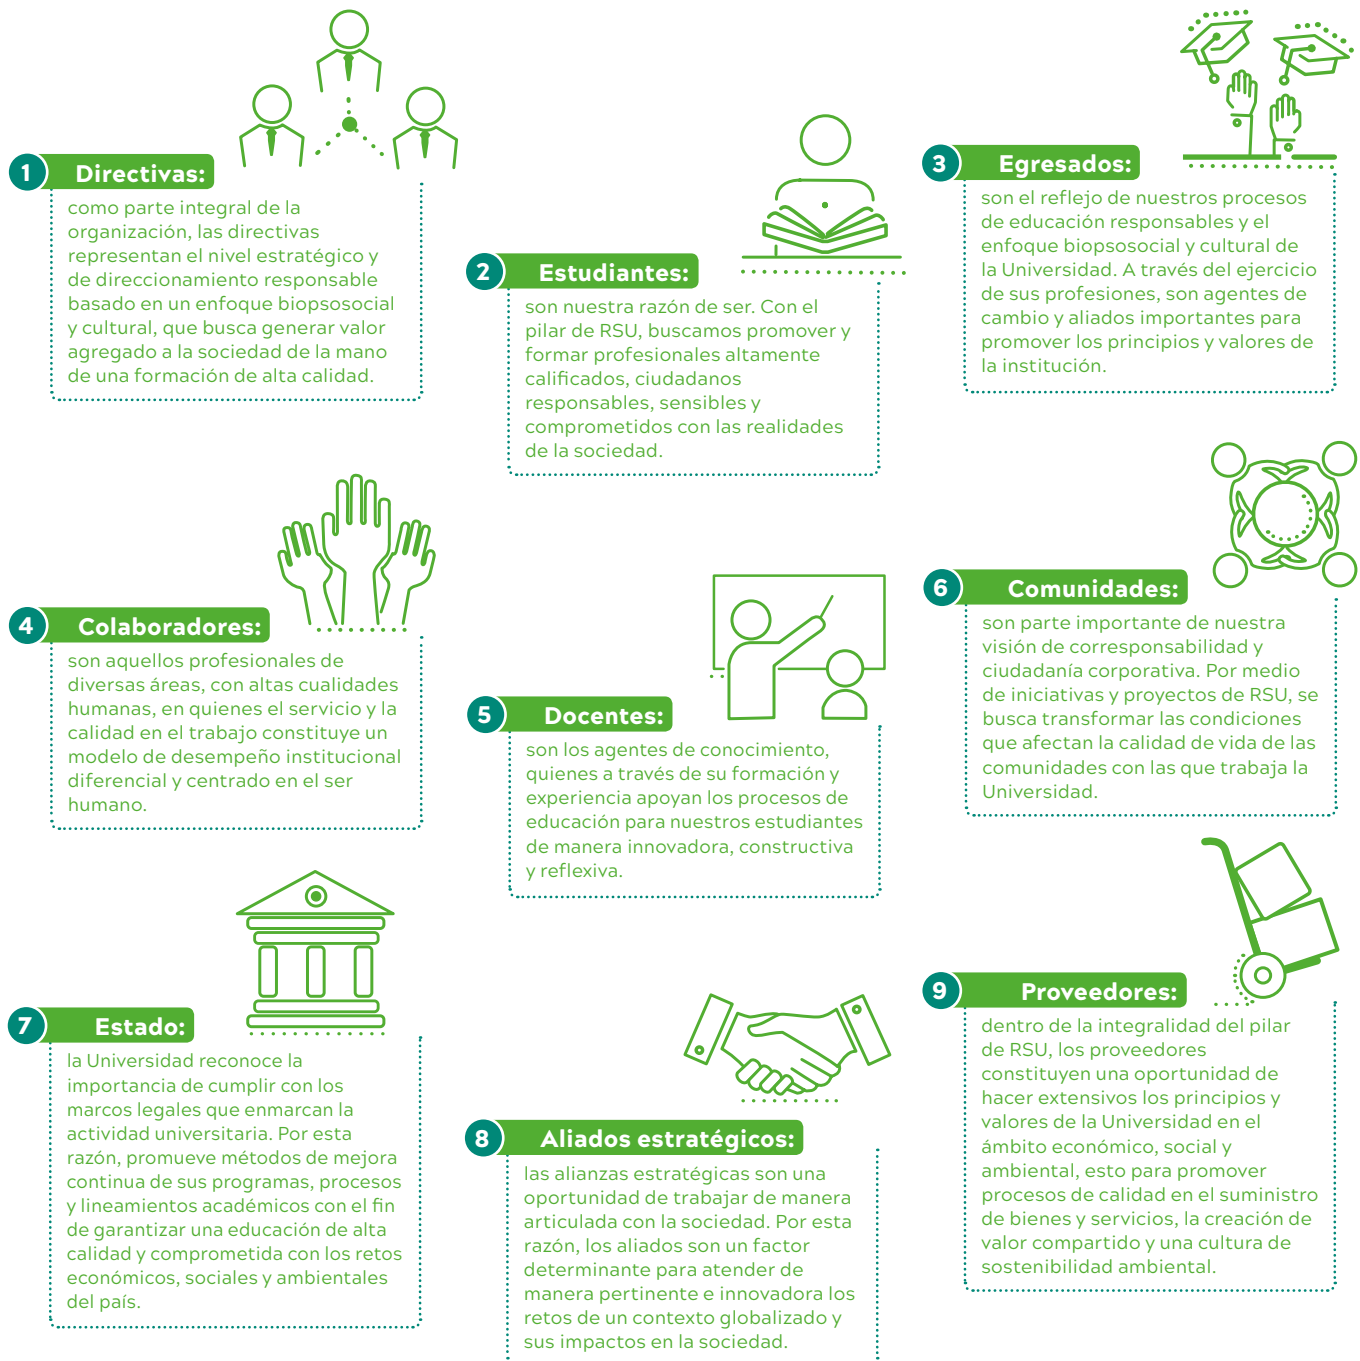 1
Directivas:
como parte integral de la
organización, las directivas
representan el nivel estratégico y
de direccionamiento responsable
basado en un enfoque biopsosocial
y cultural, que busca generar valor
agregado a la sociedad de la mano
de una formación de alta calidad.
2
Estudiantes:
son nuestra razón de ser. Con el
pilar de RSU, buscamos promover y
formar profesionales altamente
calificados, ciudadanos
responsables, sensibles y
comprometidos con las realidades
de la sociedad.
3
Egresados:
son el reflejo de nuestros procesos
de educación responsables y el
enfoque biopsosocial y cultural de
la Universidad. A través del ejercicio
de sus profesiones, son agentes de
cambio y aliados importantes para
promover los principios y valores de
la institución.
4
Colaboradores:
son aquellos profesionales de
diversas áreas, con altas cualidades
humanas, en quienes el servicio y la
calidad en el trabajo constituye un
modelo de desempeño institucional
diferencial y centrado en el ser
humano.
5
Docentes:
son los agentes de conocimiento,
quienes a través de su formación y
experiencia apoyan los procesos de
educación para nuestros estudiantes
de manera innovadora, constructiva
y reflexiva.
6
Comunidades:
son parte importante de nuestra
visión de corresponsabilidad y
ciudadanía corporativa. Por medio
de iniciativas y proyectos de RSU, se
busca transformar las condiciones
que afectan la calidad de vida de las
comunidades con las que trabaja la
Universidad.
7
Estado:
la Universidad reconoce la
importancia de cumplir con los
marcos legales que enmarcan la
actividad universitaria. Por esta
razón, promueve métodos de mejora
continua de sus programas, procesos
y lineamientos académicos con el fin
de garantizar una educación de alta
calidad y comprometida con los retos
económicos, sociales y ambientales
del país.
8
Aliados estratégicos:
las alianzas estratégicas son una
oportunidad de trabajar de manera
articulada con la sociedad. Por esta
razón, los aliados son un factor
determinante para atender de
manera pertinente e innovadora los
retos de un contexto globalizado y
sus impactos en la sociedad.
9
Proveedores:
dentro de la integralidad del pilar
de RSU, los proveedores
constituyen una oportunidad de
hacer extensivos los principios y
valores de la Universidad en el
ámbito económico, social y
ambiental, esto para promover
procesos de calidad en el suministro
de bienes y servicios, la creación de
valor compartido y una cultura de
sostenibilidad ambiental.